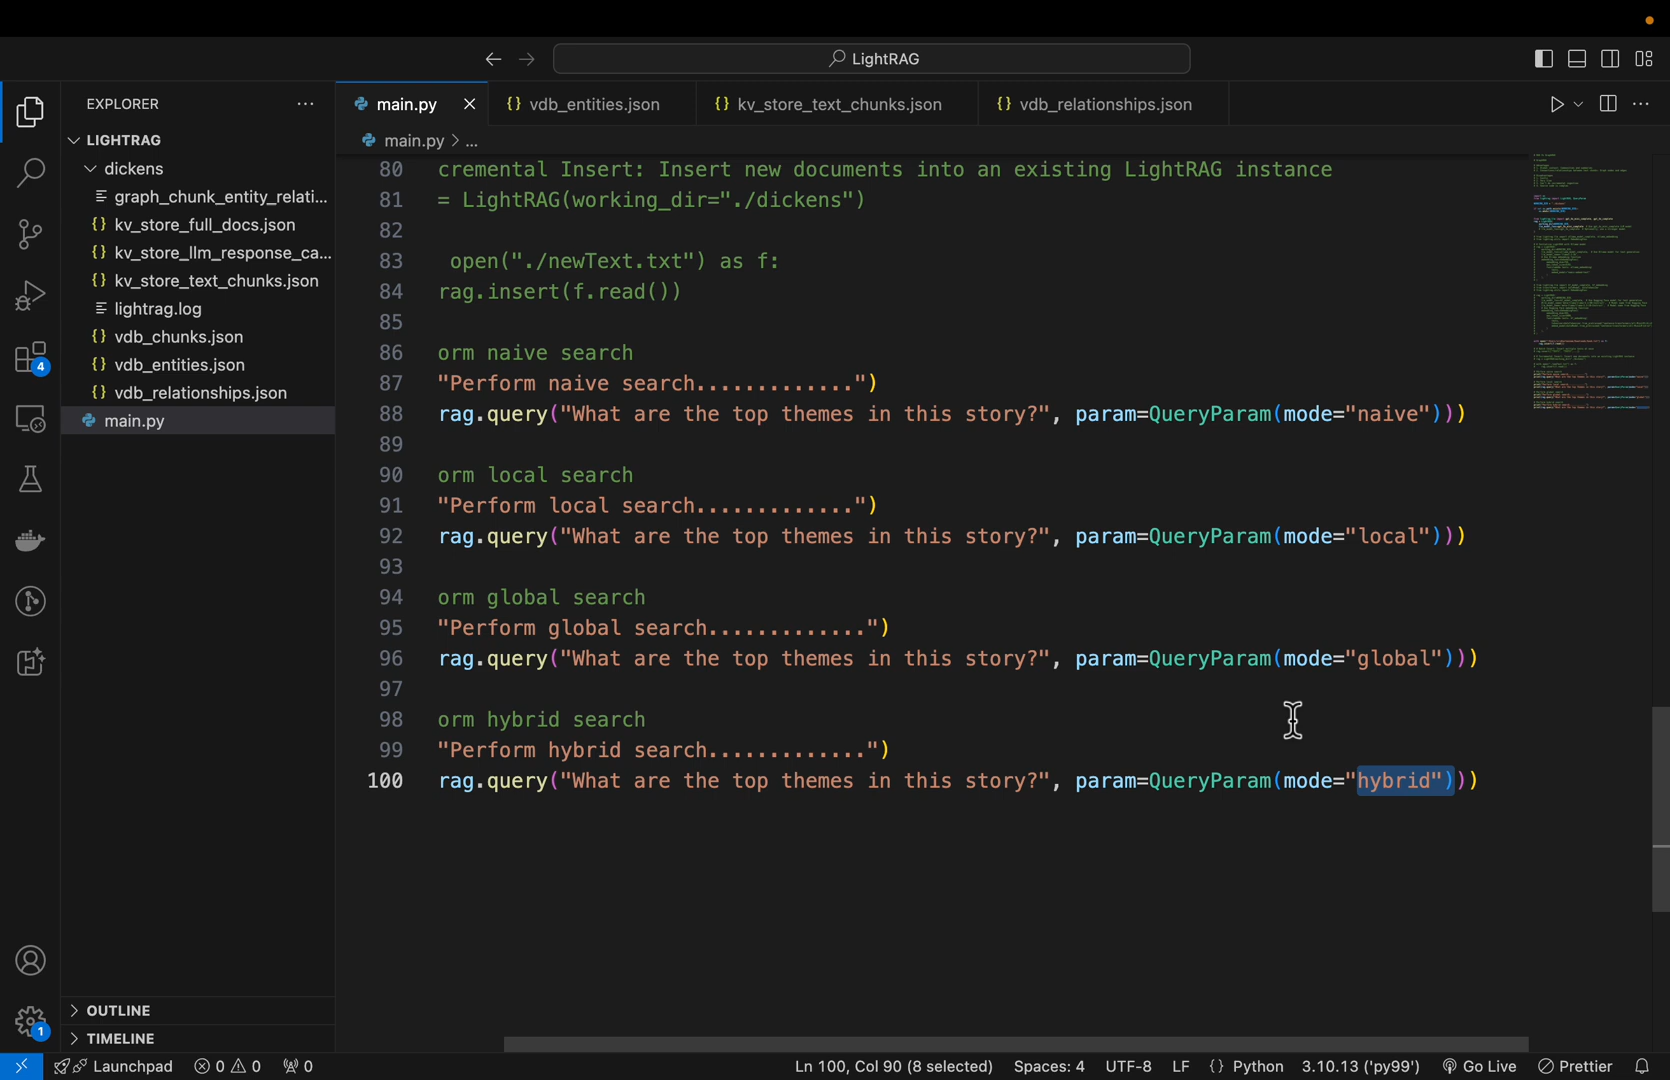 LightRAG
EXPLORER
LIGHTRAG
dickens
graph_chunk_entity_relati...
kv_store_full_docs.json
kv_store_llm_response_ca...
kv_store_text_chunks.json
lightrag.log
vdb_chunks.json
vdb_entities.json
vdb_relationships.json
main.py
4
1
OUTLINE
TIMELINE
main.py
vdb_entities.json
kv_store_text_chunks.json
vdb_relationships.json
main.py > ...
80 cremental Insert: Insert new documents into an existing LightRAG instance
81 = LightRAG(working_dir="./dickens")
82
83 open("./newText.txt") as f:
84 rag.insert(f.read())
85
86 orm naive search
87 "Perform naive search.............")
88 rag.query("What are the top themes in this story?", param=QueryParam(mode="naive")))
89
90 orm local search
91 "Perform local search.............")
92 rag.query("What are the top themes in this story?", param=QueryParam(mode="local")))
93
94 orm global search
95 "Perform global search.............")
96 rag.query("What are the top themes in this story?", param=QueryParam(mode="global")))
97
98 orm hybrid search
99 "Perform hybrid search.............")
100 rag.query("What are the top themes in this story?", param=QueryParam(mode="hybrid")))
Launchpad 0 0 0 Ln 100, Col 90 (8 selected) Spaces: 4 UTF-8 LF {} Python 3.10.13 ('py99') Go Live Prettier